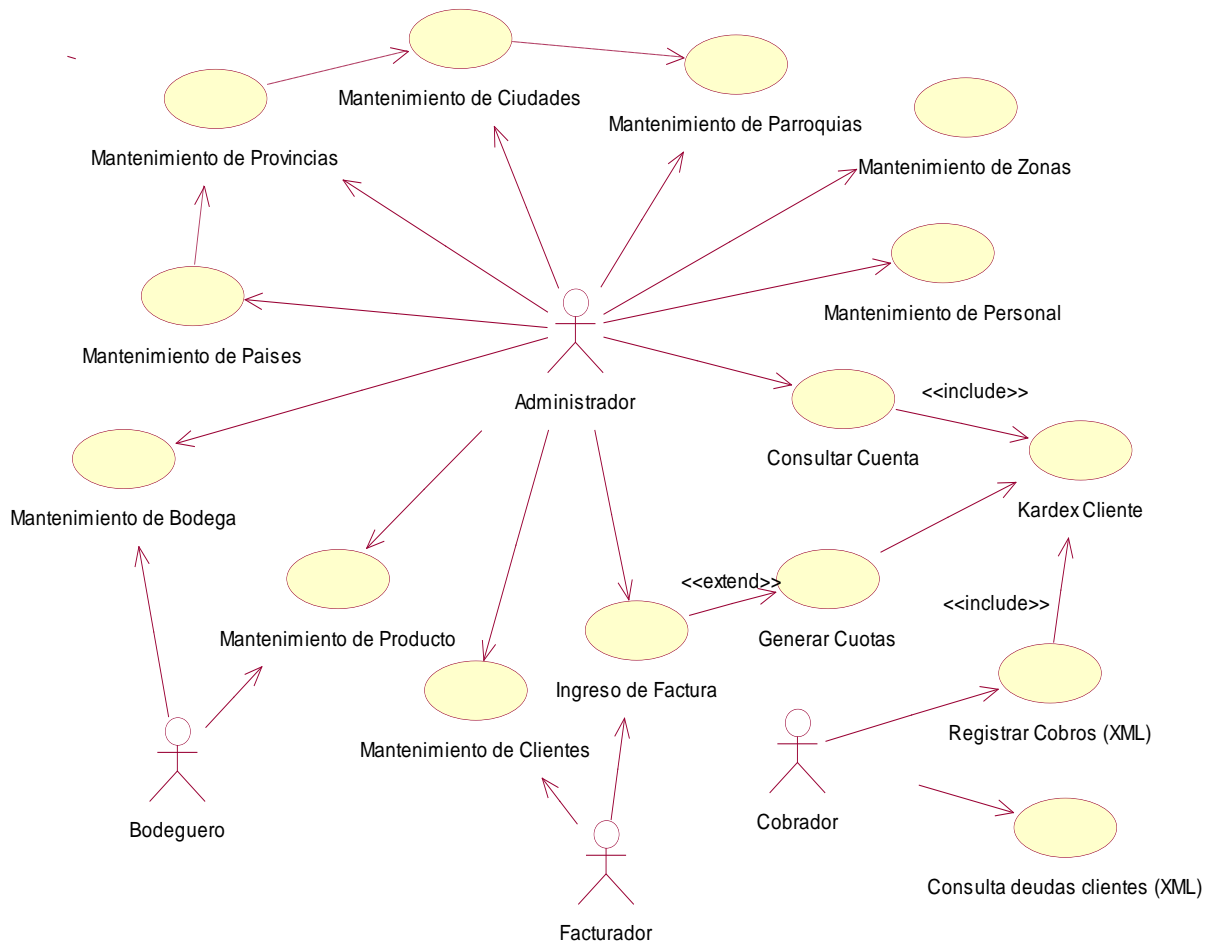 Mantenimiento de Ciudades
Mantenimiento de Parroquias
Mantenimiento de Provincias
Mantenimiento de Zonas
Mantenimiento de Personal
Mantenimiento de Paises
Administrador
<<include>>
Consultar Cuenta
Kardex Cliente
Mantenimiento de Bodega
<<extend>>
<<include>>
Mantenimiento de Producto
Generar Cuotas
Ingreso de Factura
Registrar Cobros (XML)
Mantenimiento de Clientes
Bodeguero
Cobrador
Consulta deudas clientes (XML)
Facturador